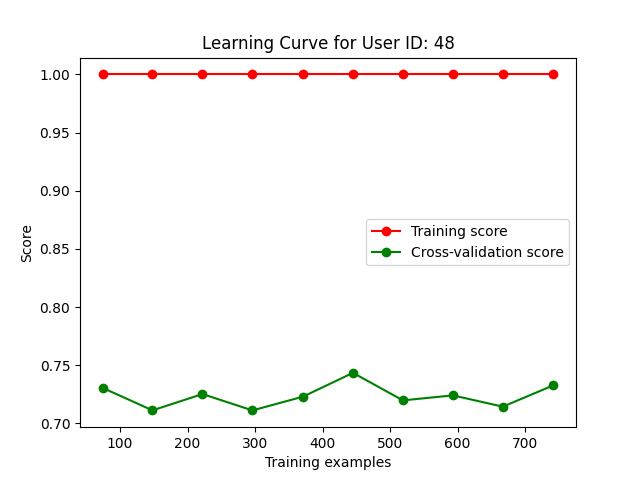 Learning Curve for User ID: 48
1.00
0.95
0.90
0.85
0.80
0.75
0.70
Score
Training score
Cross-validation score
100 200 300 400 500 600 700
Training examples